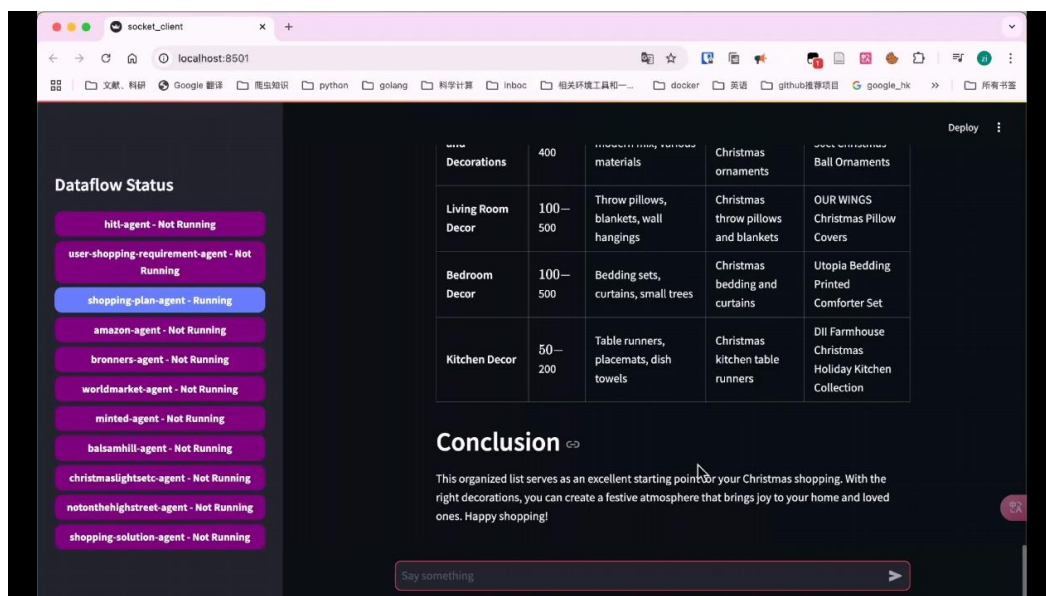 socket_client
localhost:8501
文献、科研
Google 翻译
爬虫知识
python
golang
科学计算
inboc
相关环境工具和一...
docker
英语
github推荐项目
google_hk
»
所有书签
Deploy
Dataflow Status
hitl-agent - Not Running
user-shopping-requirement-agent - Not
Running
shopping-plan-agent - Running
amazon-agent - Not Running
bronners-agent - Not Running
worldmarket-agent - Not Running
minted-agent - Not Running
balsamhill-agent - Not Running
christmaslightsetc-agent - Not Running
notonthehighstreet-agent - Not Running
shopping-solution-agent - Not Running
Decorations
400
materials
Christmas
ornaments
Ball Ornaments
Living Room
Decor
100–
500
Throw pillows,
blankets, wall
hangings
Christmas
throw pillows
and blankets
OUR WINGS
Christmas Pillow
Covers
Bedroom
Decor
100–
500
Bedding sets,
curtains, small trees
Christmas
bedding and
curtains
Utopia Bedding
Printed
Comforter Set
Kitchen Decor
50–
200
Table runners,
placemats, dish
towels
Christmas
kitchen table
runners
DII Farmhouse
Christmas
Holiday Kitchen
Collection
Conclusion
This organized list serves as an excellent starting point for your Christmas shopping. With the
right decorations, you can create a festive atmosphere that brings joy to your home and loved
ones. Happy shopping!
Say something